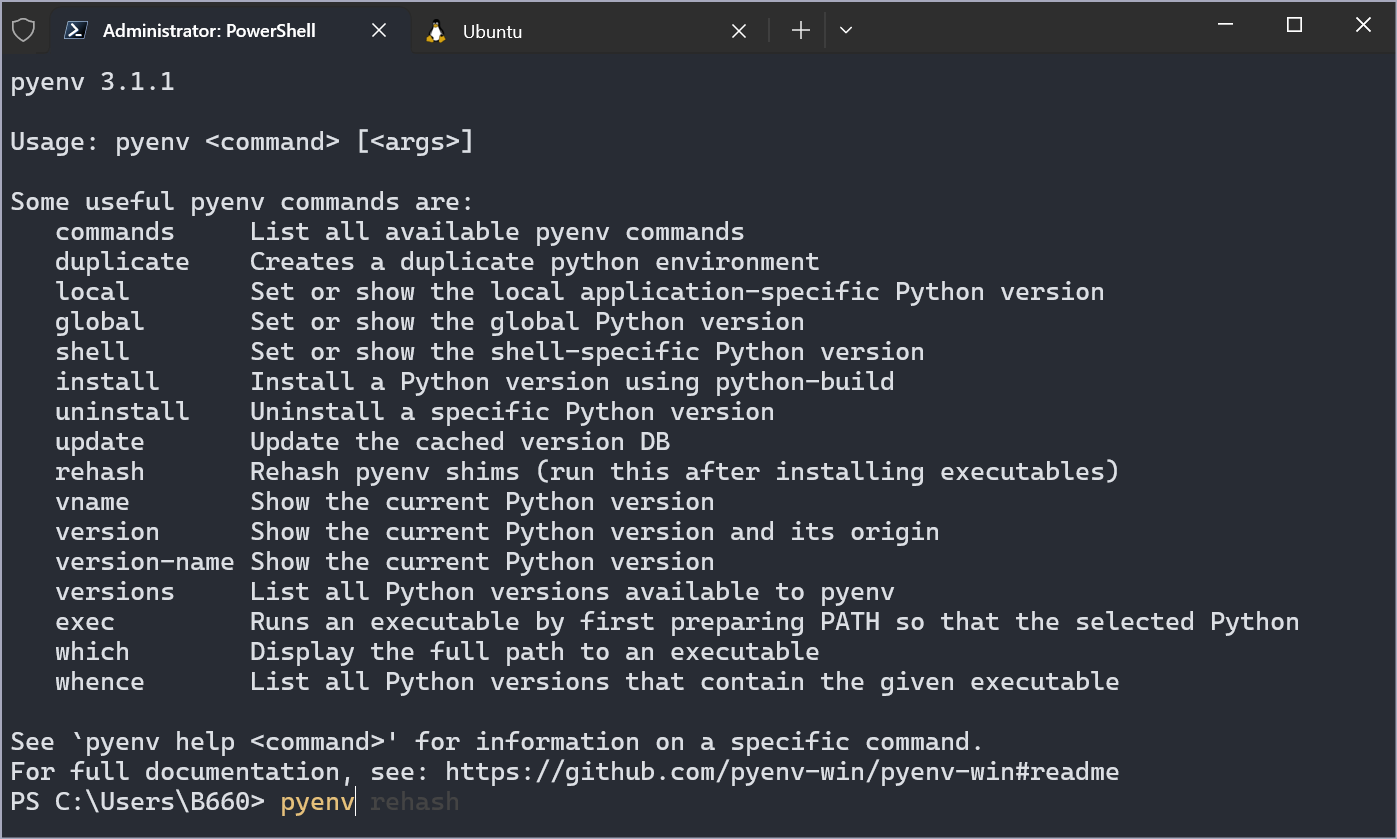 Administrator: PowerShell
Ubuntu
pyenv 3.1.1
Usage: pyenv <command> [<args>]
Some useful pyenv commands are:
commands List all available pyenv commands
duplicate Creates a duplicate python environment
local Set or show the local application-specific Python version
global Set or show the global Python version
shell Set or show the shell-specific Python version
install Install a Python version using python-build
uninstall Uninstall a specific Python version
update Update the cached version DB
rehash Rehash pyenv shims (run this after installing executables)
vname Show the current Python version
version Show the current Python version and its origin
version-name Show the current Python version
versions List all Python versions available to pyenv
exec Runs an executable by first preparing PATH so that the selected Python
which Display the full path to an executable
whence List all Python versions that contain the given executable
See `pyenv help <command>' for information on a specific command.
For full documentation, see: https://github.com/pyenv-win/pyenv-win#readme
PS C:\Users\B660> pyenv rehash